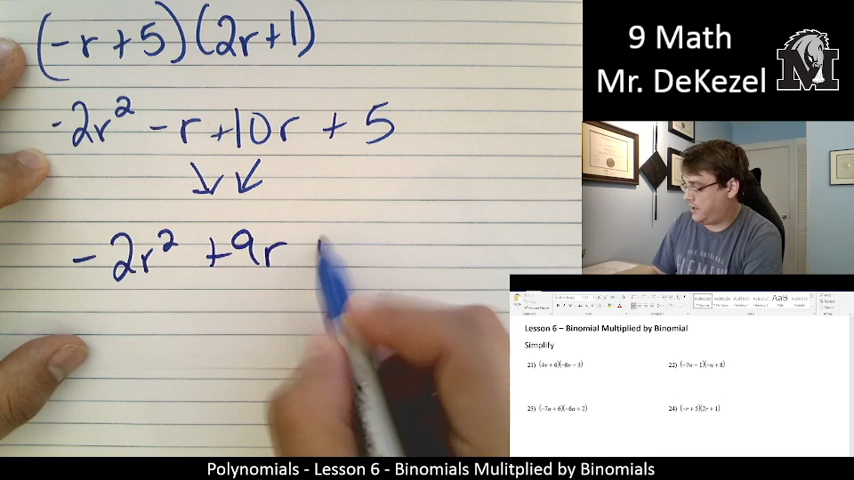 (-r+5)(2r+1)
-2r² -r+10r + 5
-2r² +9r
9 Math
Mr. DeKezel
M
Lesson 6 – Binomial Multiplied by Binomial
Simplify
21) (4v + 6)(-8v - 3)
22) (-7n - 1)(-n + 8)
23) (-7a + 6)(-6a + 2)
24) (-r + 5)(2r + 1)
Polynomials - Lesson 6 - Binomials Mulitplied by Binomials